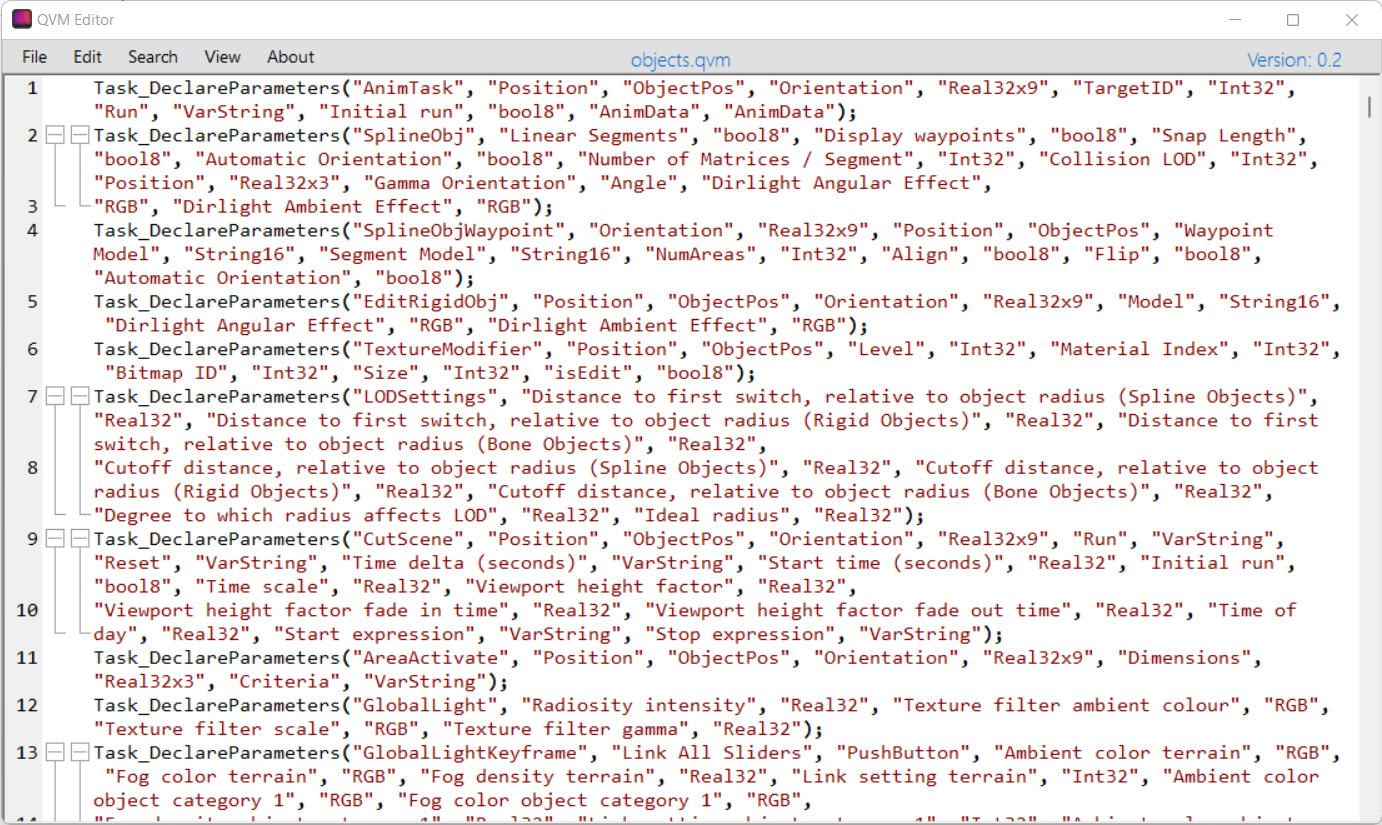 QVM Editor
File Edit Search View About objects.qvm Version: 0.2
1 Task_DeclareParameters("AnimTask", "Position", "ObjectPos", "Orientation", "Real32x9", "TargetID", "Int32",
"Run", "VarString", "Initial run", "bool8", "AnimData", "AnimData");
2 Task_DeclareParameters("SplineObj", "Linear Segments", "bool8", "Display waypoints", "bool8", "Snap Length",
"bool8", "Automatic Orientation", "bool8", "Number of Matrices / Segment", "Int32", "Collision LOD", "Int32",
"Position", "Real32x3", "Gamma Orientation", "Angle", "Dirlight Angular Effect",
3 "RGB", "Dirlight Ambient Effect", "RGB");
4 Task_DeclareParameters("SplineObjWaypoint", "Orientation", "Real32x9", "Position", "ObjectPos", "Waypoint
Model", "String16", "Segment Model", "String16", "NumAreas", "Int32", "Align", "bool8", "Flip", "bool8",
"Automatic Orientation", "bool8");
5 Task_DeclareParameters("EditRigidObj", "Position", "ObjectPos", "Orientation", "Real32x9", "Model", "String16",
"Dirlight Angular Effect", "RGB", "Dirlight Ambient Effect", "RGB");
6 Task_DeclareParameters("TextureModifier", "Position", "ObjectPos", "Level", "Int32", "Material Index", "Int32",
"Bitmap ID", "Int32", "Size", "Int32", "isEdit", "bool8");
7 Task_DeclareParameters("LODSettings", "Distance to first switch, relative to object radius (Spline Objects)",
"Real32", "Distance to first switch, relative to object radius (Rigid Objects)", "Real32", "Distance to first
switch, relative to object radius (Bone Objects)", "Real32",
8 "Cutoff distance, relative to object radius (Spline Objects)", "Real32", "Cutoff distance, relative to object
radius (Rigid Objects)", "Real32", "Cutoff distance, relative to object radius (Bone Objects)", "Real32",
"Degree to which radius affects LOD", "Real32", "Ideal radius", "Real32");
9 Task_DeclareParameters("CutScene", "Position", "ObjectPos", "Orientation", "Real32x9", "Run", "VarString",
"Reset", "VarString", "Time delta (seconds)", "VarString", "Start time (seconds)", "Real32", "Initial run",
"bool8", "Time scale", "Real32", "Viewport height factor", "Real32",
10 "Viewport height factor fade in time", "Real32", "Viewport height factor fade out time", "Real32", "Time of
day", "Real32", "Start expression", "VarString", "Stop expression", "VarString");
11 Task_DeclareParameters("AreaActivate", "Position", "ObjectPos", "Orientation", "Real32x9", "Dimensions",
"Real32x3", "Criteria", "VarString");
12 Task_DeclareParameters("GlobalLight", "Radiosity intensity", "Real32", "Texture filter ambient colour", "RGB",
"Texture filter scale", "RGB", "Texture filter gamma", "Real32");
13 Task_DeclareParameters("GlobalLightKeyframe", "Link All Sliders", "PushButton", "Ambient color terrain", "RGB",
"Fog color terrain", "RGB", "Fog density terrain", "Real32", "Link setting terrain", "Int32", "Ambient color
object category 1", "RGB", "Fog color object category 1", "RGB",